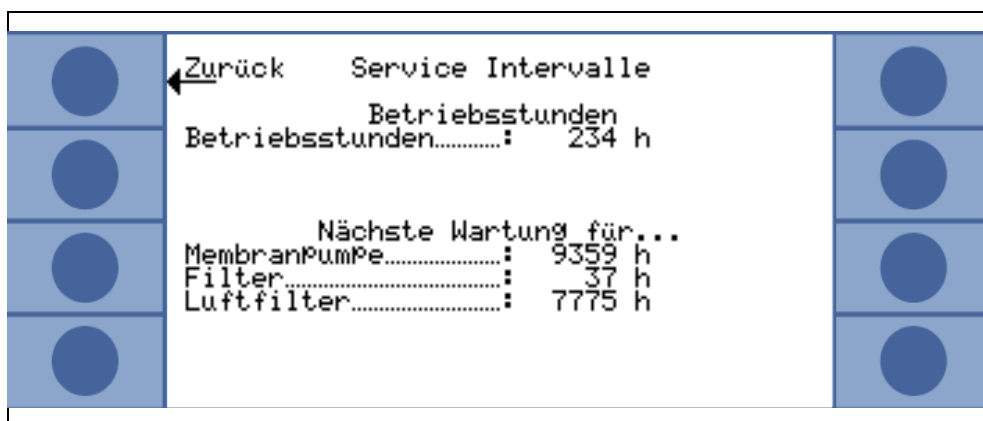 Zurück Service Intervalle
Betriebsstunden
Betriebsstunden…………: 234 h
Nächste Wartung für...
Membranpumpe…………………: 9359 h
Filter………………………………: 37 h
Luftfilter………………………: 7775 h